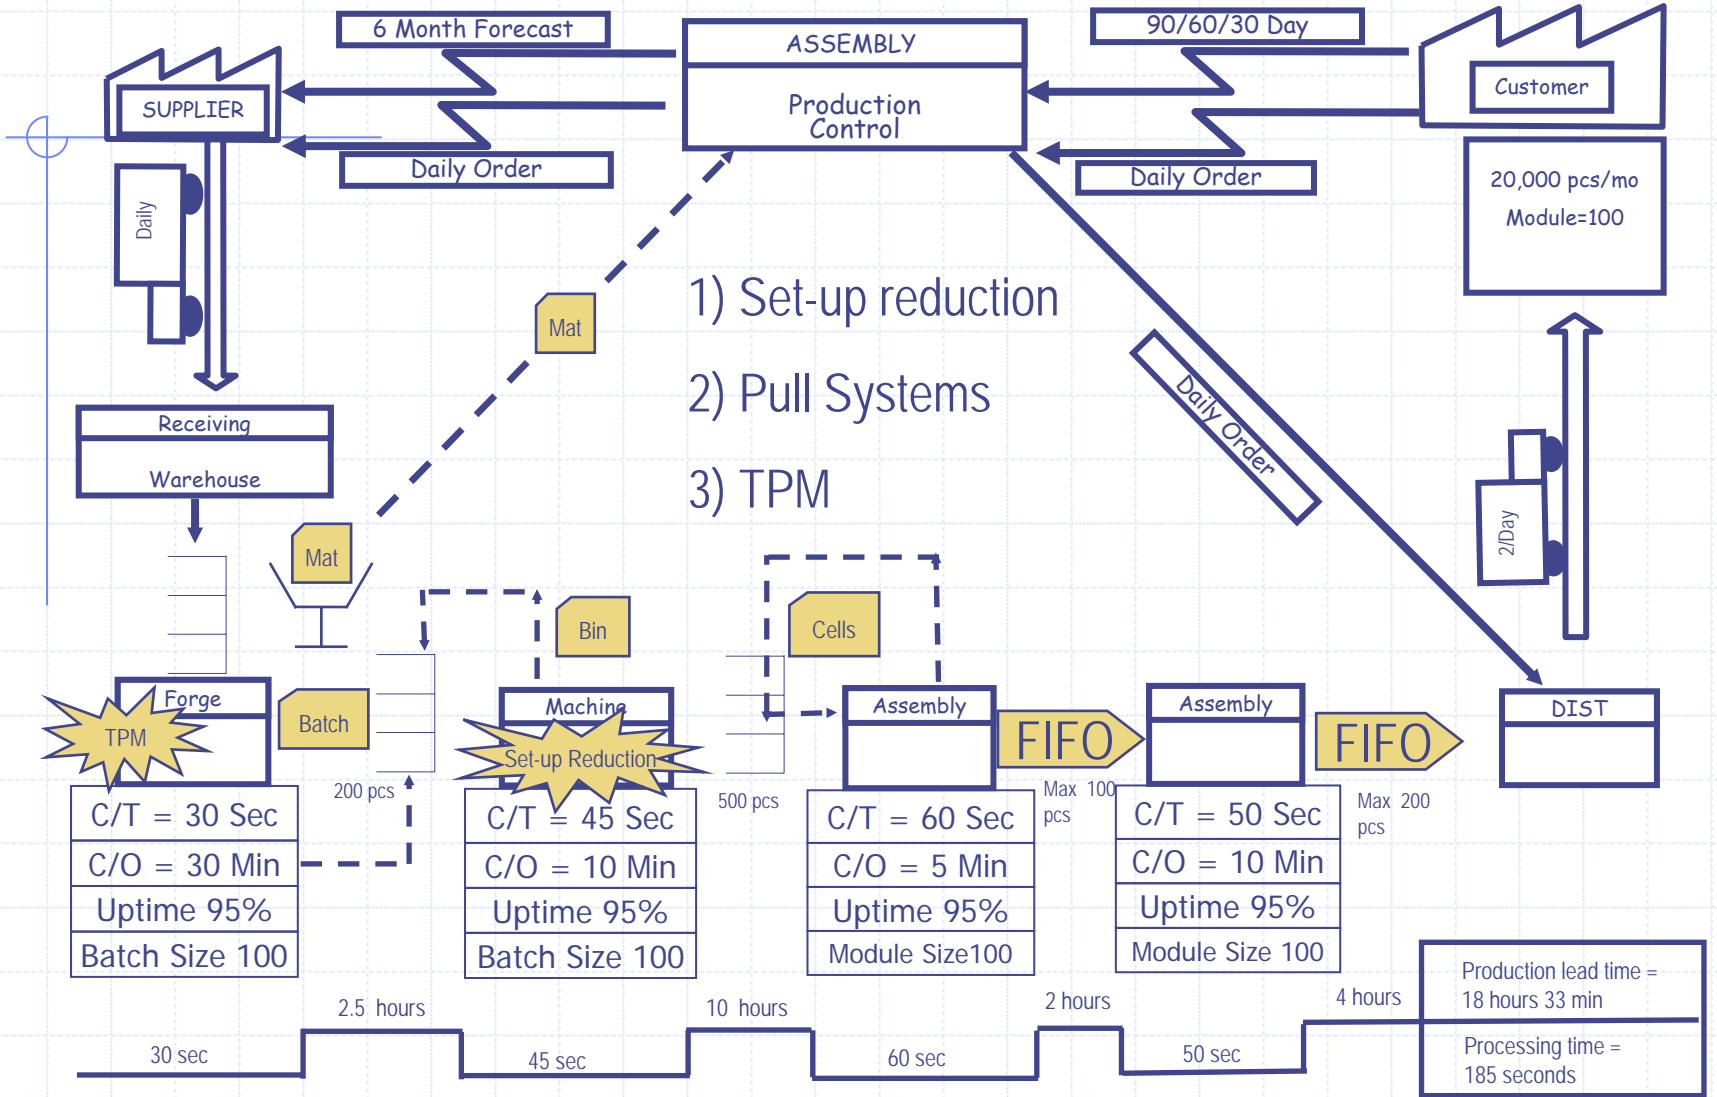 6 Month Forecast
ASSEMBLY
90/60/30 Day
SUPPLIER
Production
Control
Customer
Daily Order
Daily Order
20,000 pcs/mo
Module=100
Daily
1) Set-up reduction
Mat
2) Pull Systems
Daily Order
Receiving
Warehouse
3) TPM
2/Day
Mat
Bin
Cells
Forge
TPM
Batch
200 pcs
Machine
Set-up Reduction
500 pcs
Assembly
FIFO
Max 100
pcs
Assembly
FIFO
Max 200
pcs
DIST
C/T = 30 Sec
C/O = 30 Min
Uptime 95%
Batch Size 100
C/T = 45 Sec
C/O = 10 Min
Uptime 95%
Batch Size 100
C/T = 60 Sec
C/O = 5 Min
Uptime 95%
Module Size100
C/T = 50 Sec
C/O = 10 Min
Uptime 95%
Module Size 100
30 sec
2.5 hours
45 sec
10 hours
60 sec
2 hours
50 sec
4 hours
Production lead time =
18 hours 33 min
Processing time =
185 seconds